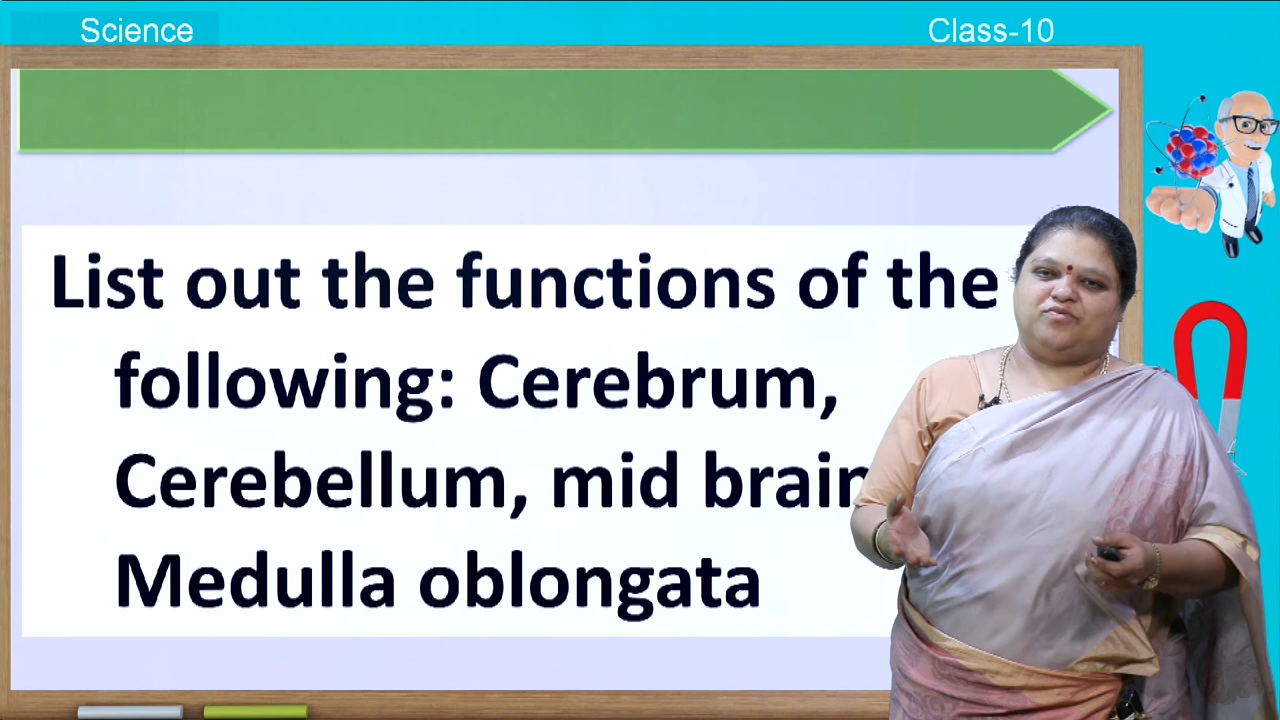 Science
Class-10
List out the functions of the
following: Cerebrum,
Cerebellum, mid brain
Medulla oblongata